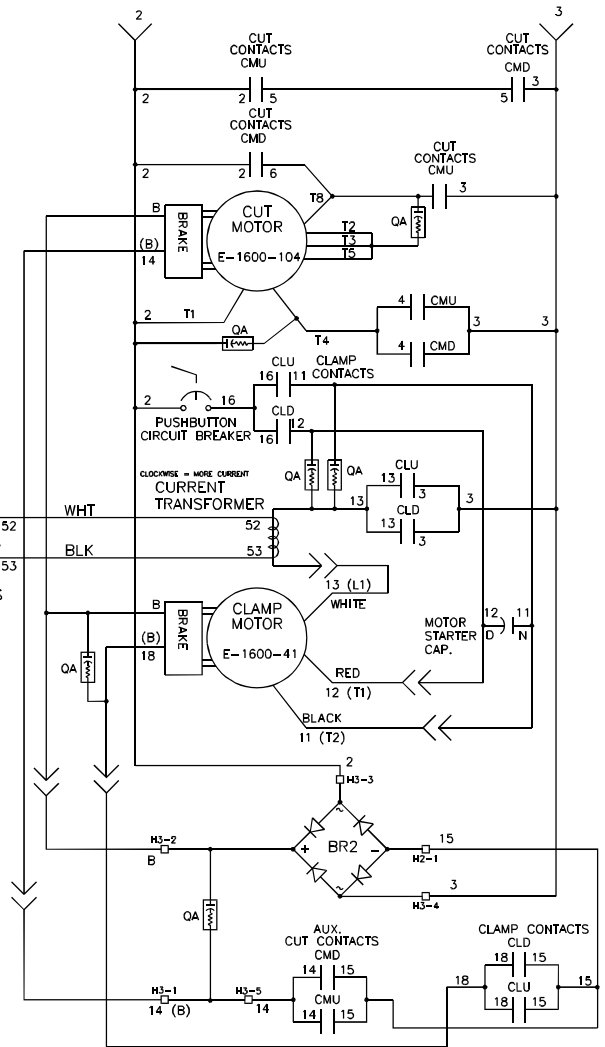 2
3
CUT
CONTACTS
CMU
CUT
CONTACTS
CMD
2
2
5
5
3
CUT
CONTACTS
CMD
2
2
6
CUT
CONTACTS
CMU
3
T8
B
BRAKE
CUT
MOTOR
E-1600-104
T2
T3
T5
QA
(B)
14
2
T1
QA
T4
4
CMU
4
CMD
3
3
CLU
CLAMP
CONTACTS
16
11
2
16
PUSHBUTTON
CIRCUIT BREAKER
CLD
16
12
QA
QA
CLOCKWISE = MORE CURRENT
CURRENT
TRANSFORMER
CLU
13
3
13
CLD
13
3
3
WHT
52
52
BLK
53
53
S
13 (L1)
WHITE
B
BRAKE
CLAMP
MOTOR
E-1600-41
(B)
18
QA
MOTOR
STARTER
CAP.
12
D
11
N
RED
12 (T1)
BLACK
11 (T2)
2
H3-3
~
+
BR2
-
~
H3-2
B
15
H2-1
3
H3-4
QA
AUX.
CUT CONTACTS
CMD
14
15
CMU
14
15
H3-1
14 (B)
H3-5
14
CLAMP CONTACTS
CLD
18
15
18
CLU
18
15
15